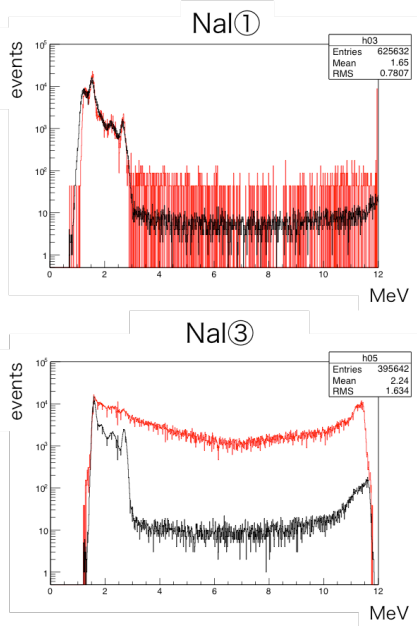 NaI①
events
h03
Entries 625632
Mean 1.65
RMS 0.7807
10⁵
10⁴
10³
10²
10
1
0 2 4 6 8 10 12
MeV
NaI③
events
h05
Entries 395642
Mean 2.24
RMS 1.634
10⁵
10⁴
10³
10²
10
1
0 2 4 6 8 10 12
MeV